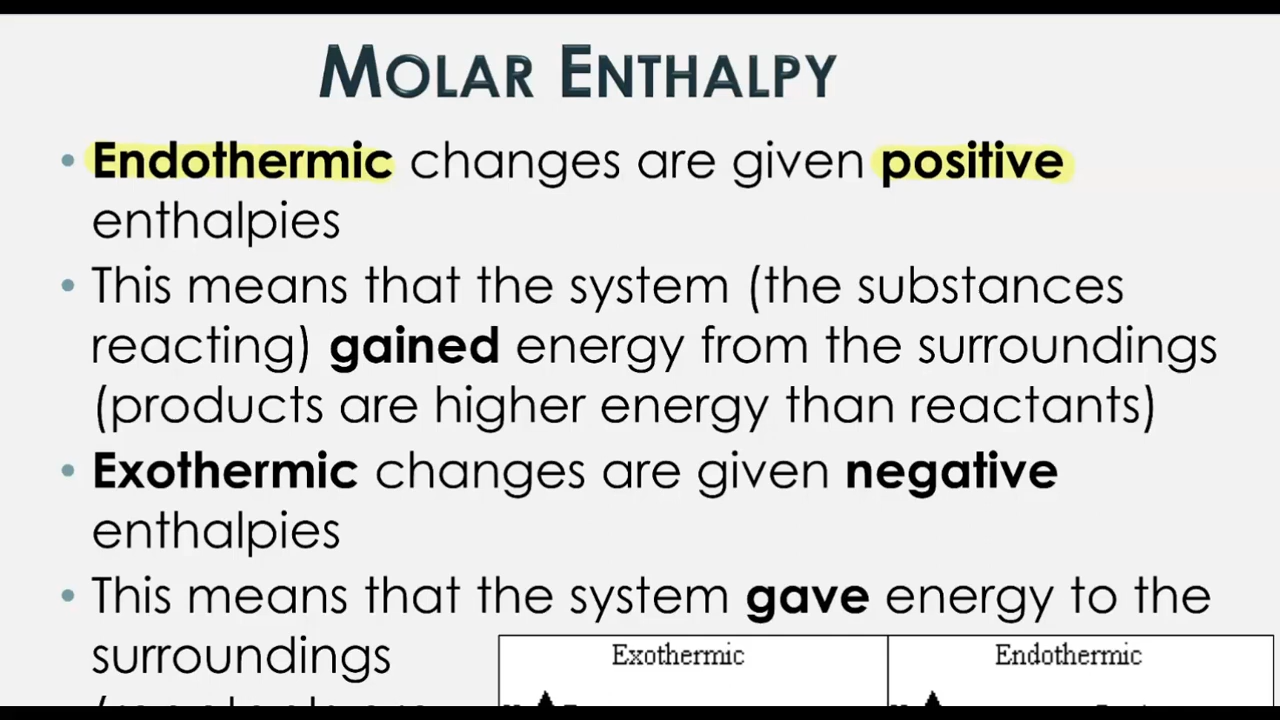 MOLAR ENTHALPY
• Endothermic changes are given positive
enthalpies
• This means that the system (the substances
reacting) gained energy from the surroundings
(products are higher energy than reactants)
• Exothermic changes are given negative
enthalpies
• This means that the system gave energy to the
surroundings
Exothermic
Endothermic